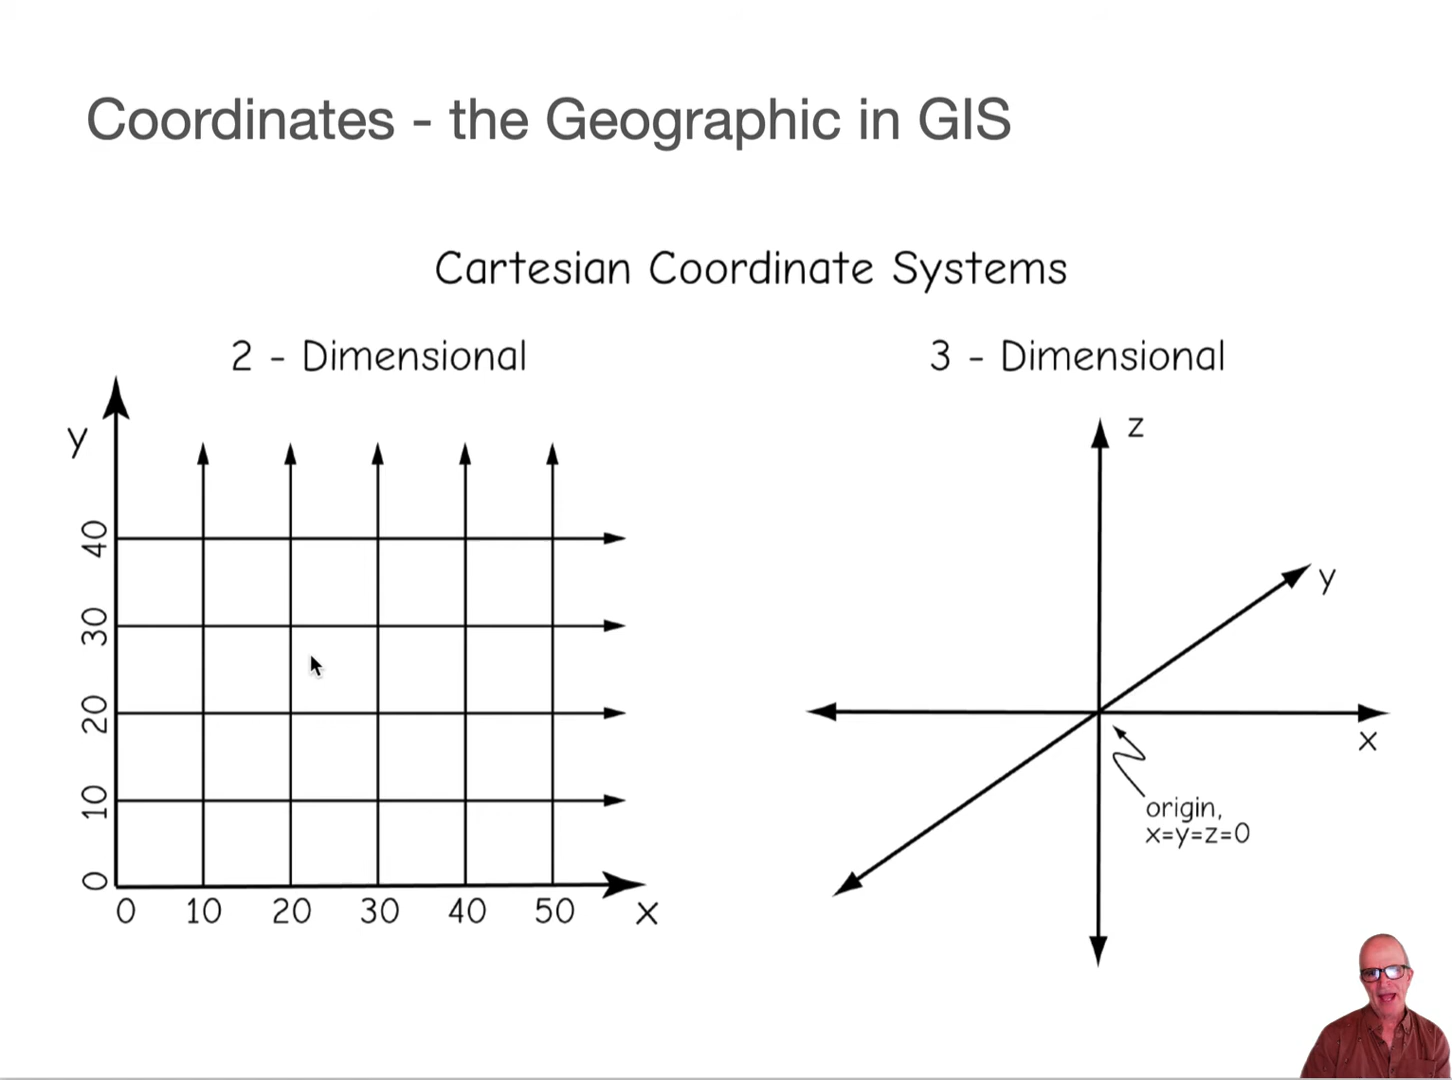 Coordinates - the Geographic in GIS
Cartesian Coordinate Systems
2 - Dimensional
3 - Dimensional
y
40
30
20
10
0
0 10 20 30 40 50 x
z
y
x
origin,
x=y=z=0